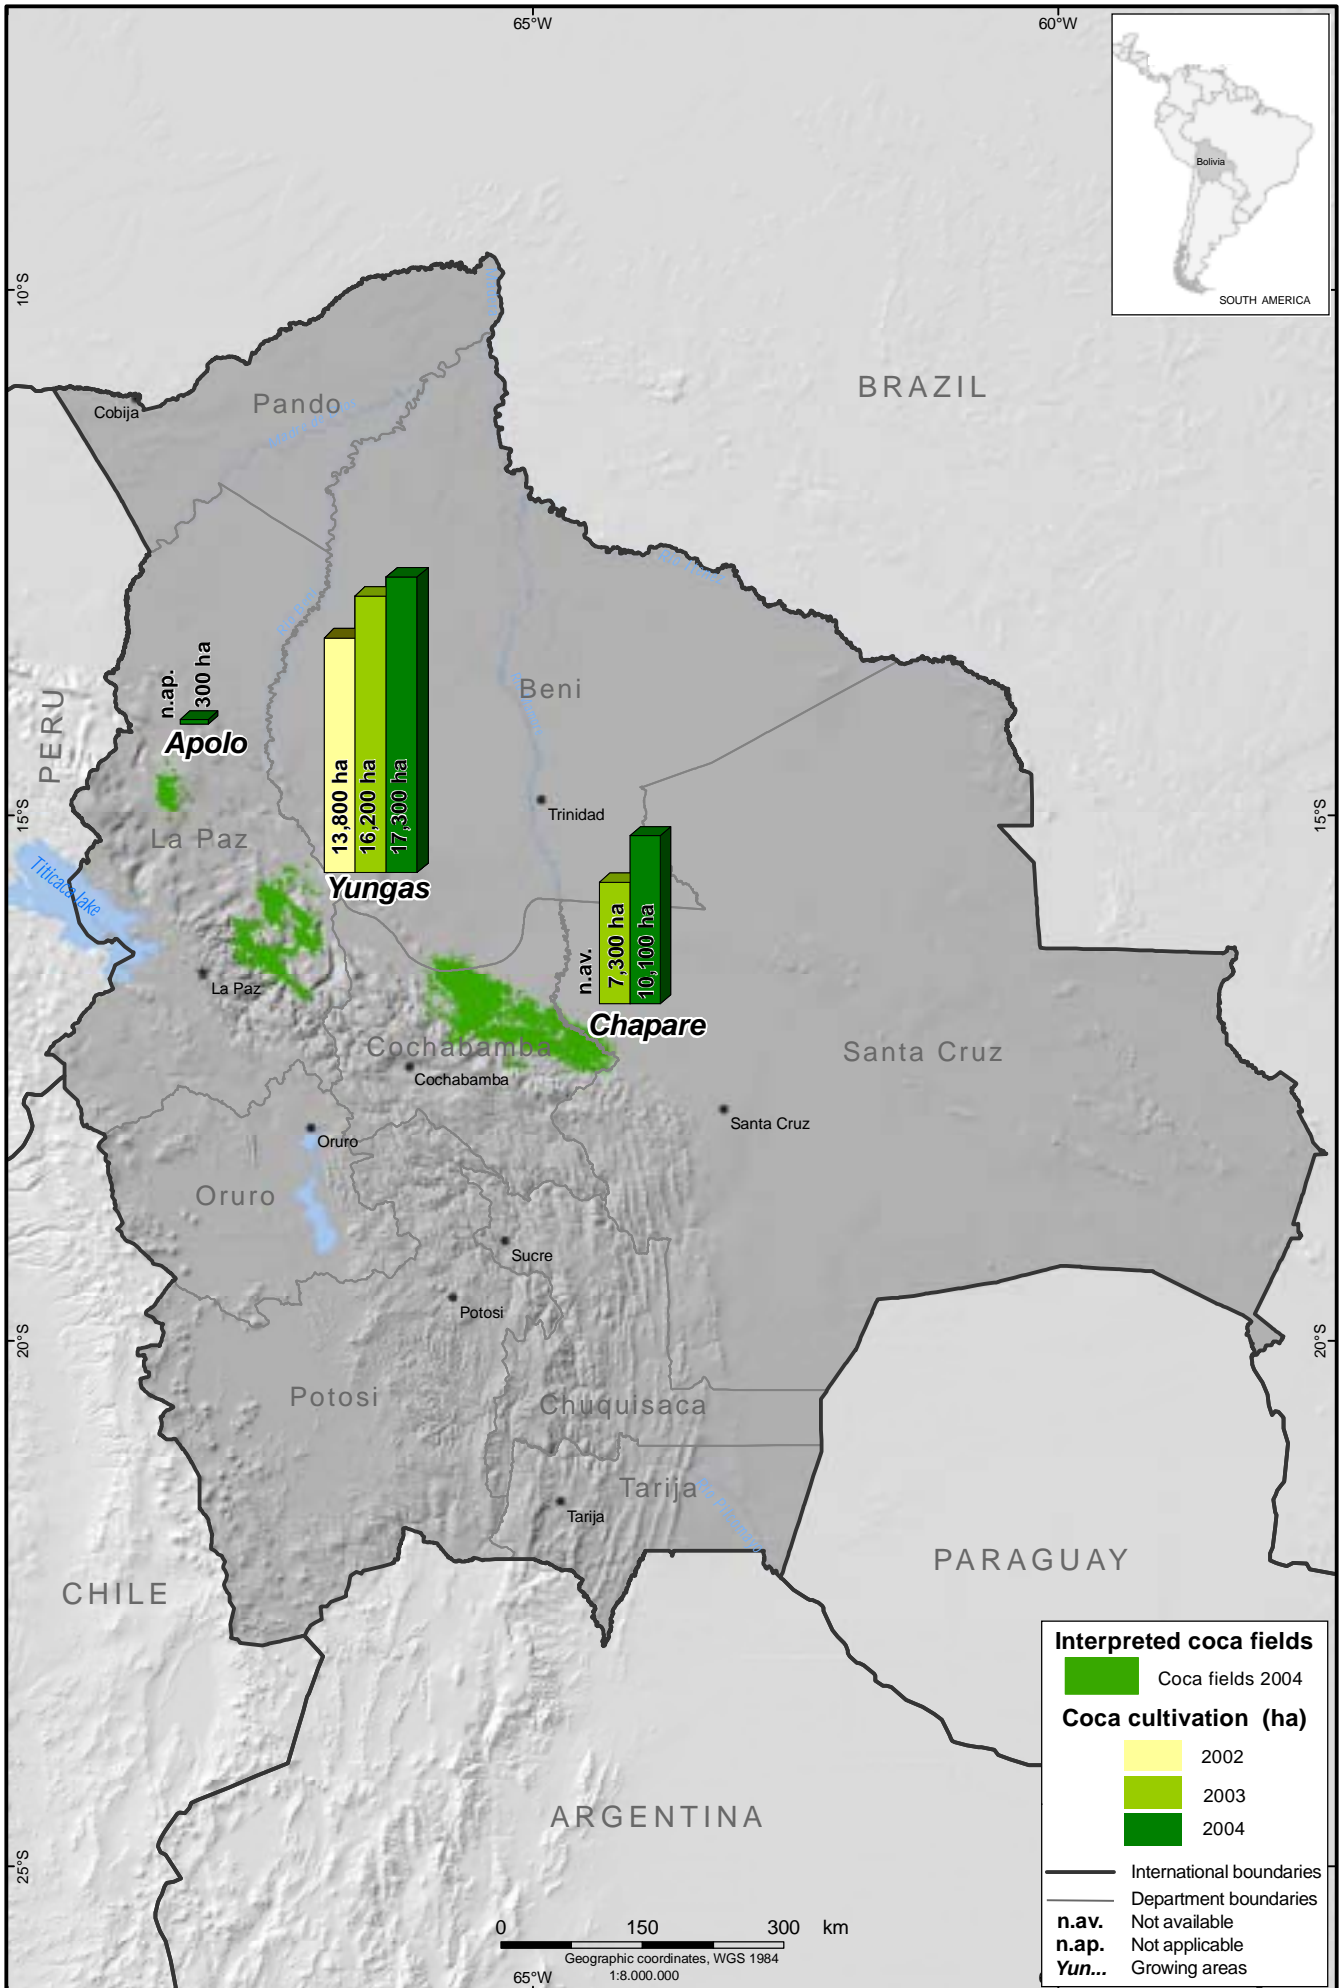 65°W
60°W
Bolivia
SOUTH AMERICA
10°S
BRAZIL
Pando
Cobija
PERU
n.ap.
300 ha
Apolo
13,800 ha
16,200 ha
17,300 ha
Yungas
Beni
Trinidad
15°S
15°S
La Paz
Titicaca lake
n.av.
7,300 ha
10,100 ha
Chapare
La Paz
Cochabamba
Cochabamba
Santa Cruz
Santa Cruz
Oruro
Oruro
Sucre
Potosi
20°S
20°S
Potosi
Chuquisaca
Tarija
Tarija
CHILE
PARAGUAY
ARGENTINA
25°S
Interpreted coca fields
Coca fields 2004
Coca cultivation (ha)
2002
2003
2004
International boundaries
Department boundaries
n.av. Not available
n.ap. Not applicable
Yun... Growing areas
0 150 300 km
Geographic coordinates, WGS 1984
1:8.000.000
65°W